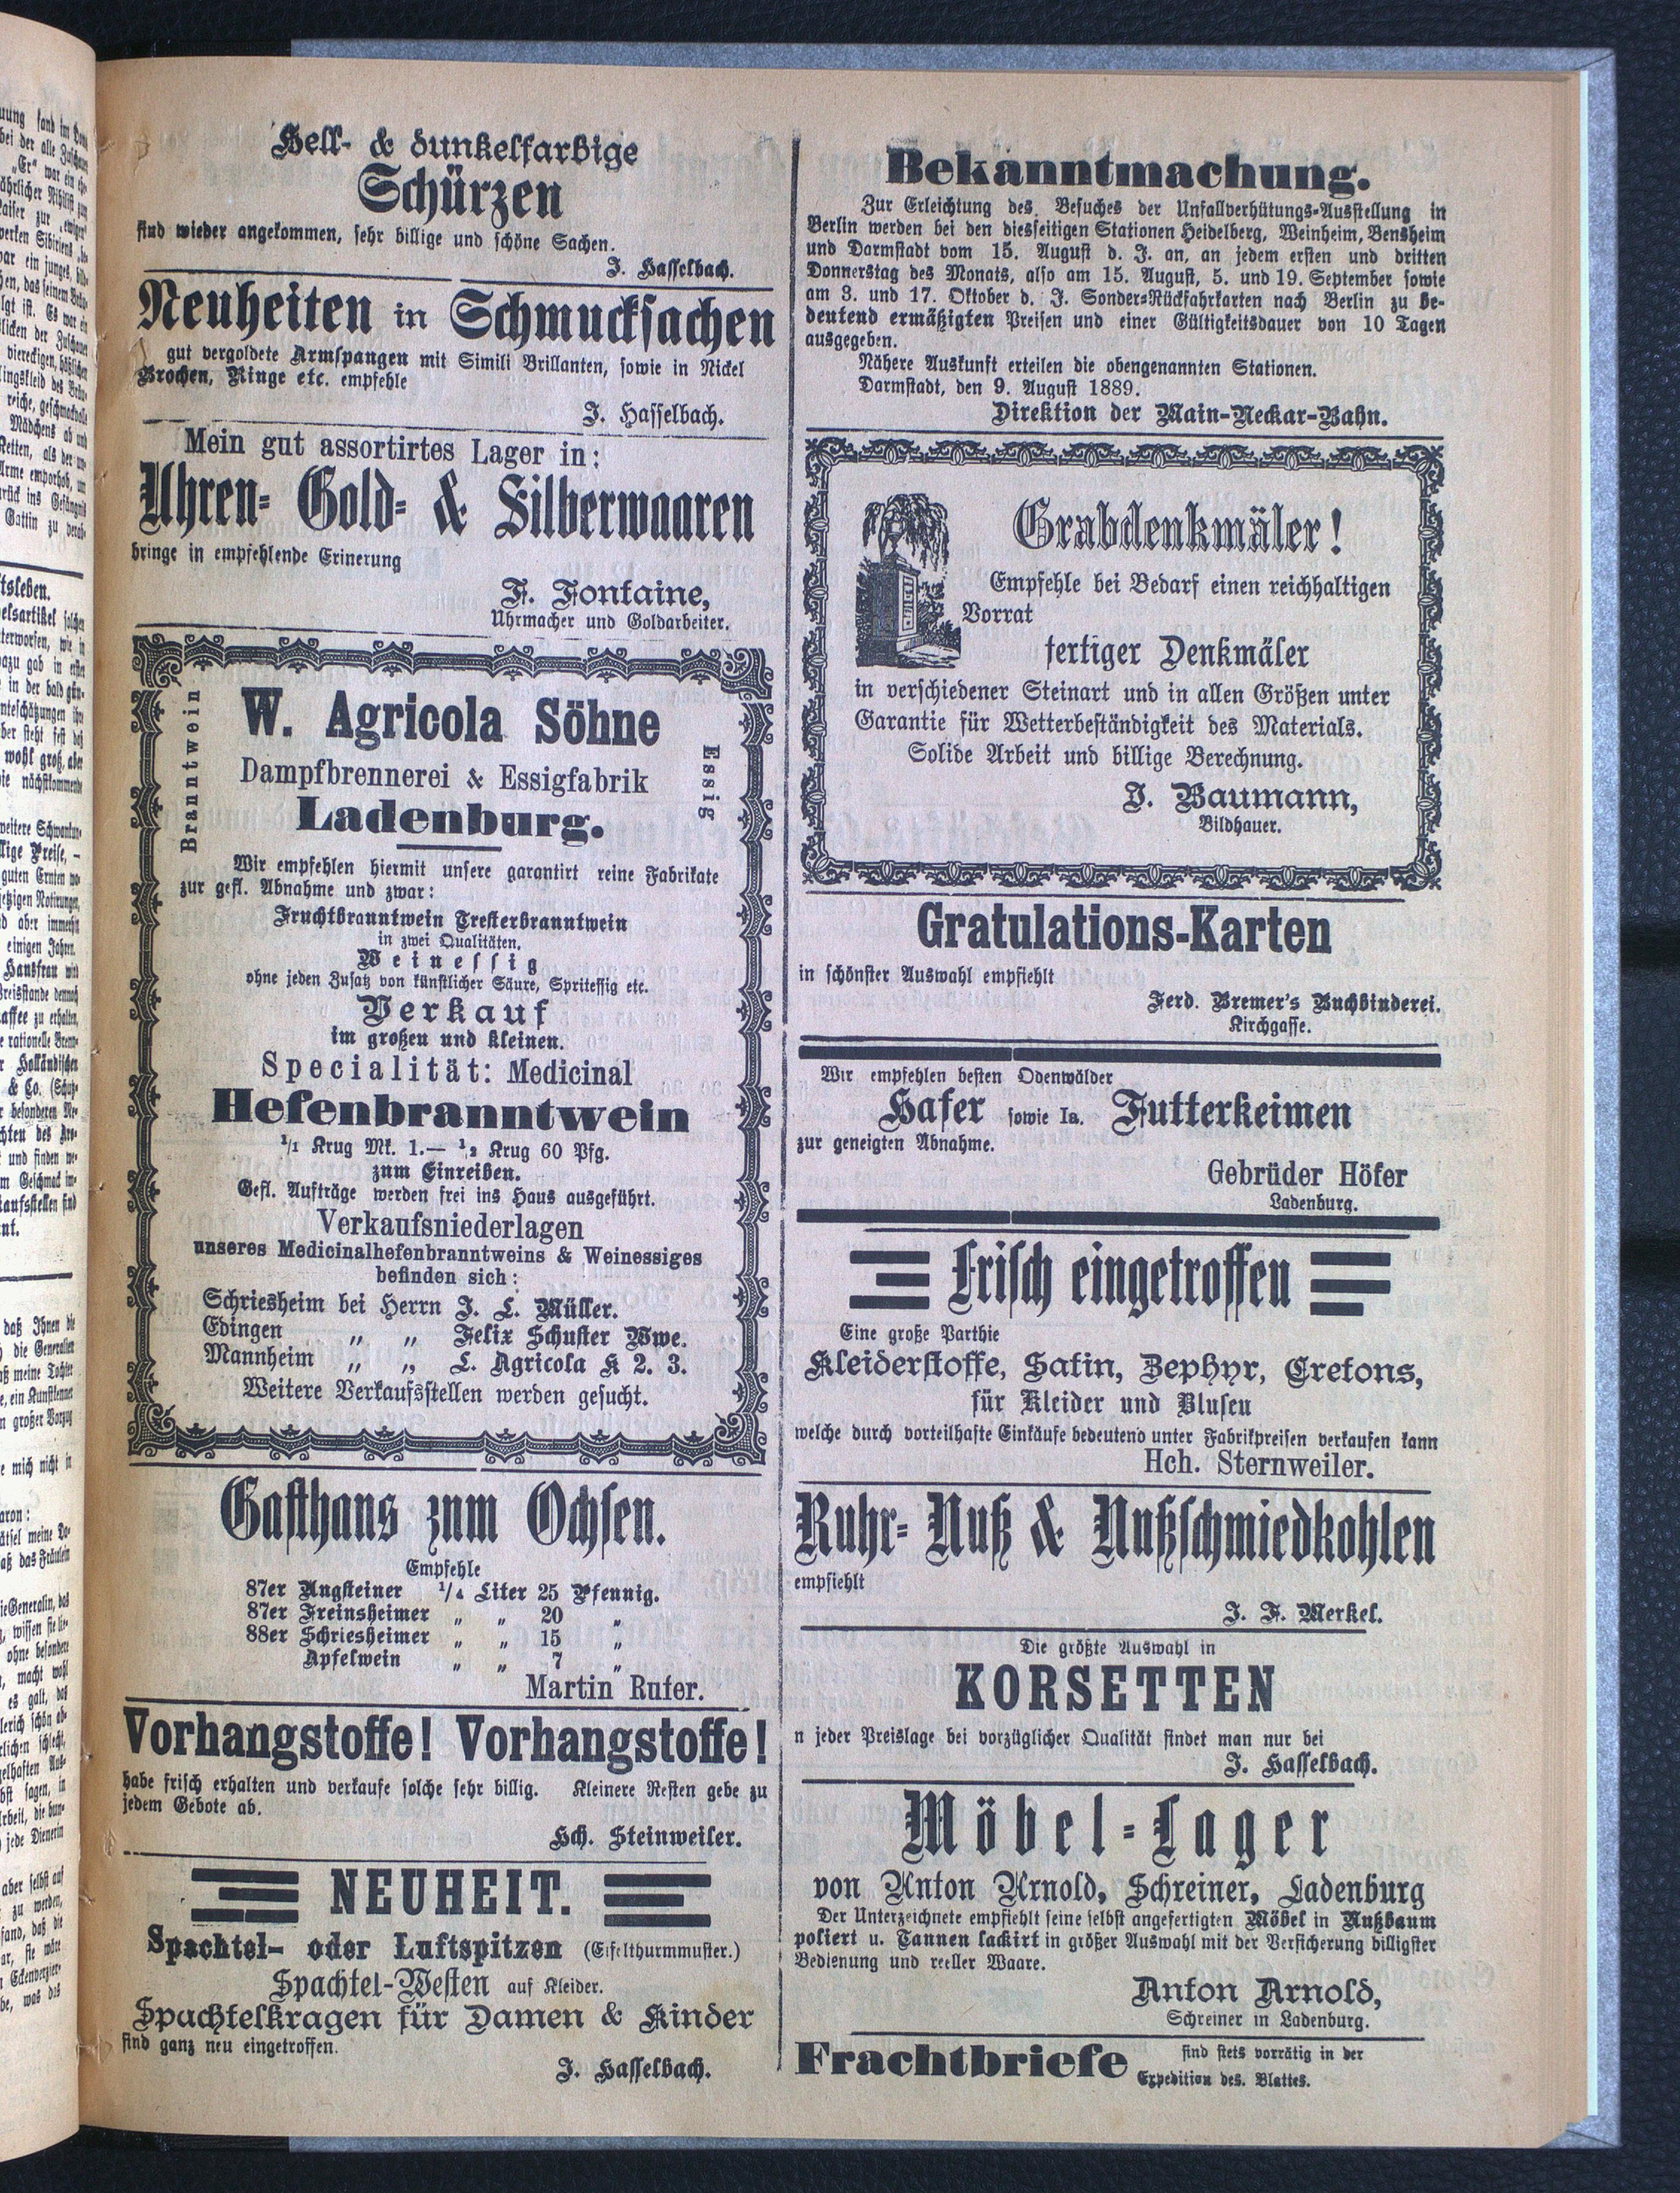 Hell- & dunkelfarbige
Schürzen
sind wieder angekommen, sehr billige und schöne Sachen.
J. Hasselbach.
Neuheiten in Schmucksachen
gut vergoldete Armspangen mit Simili Brillanten, sowie in Nickel
Brochen, Ringe etc. empfehle
J. Hasselbach.
Mein gut assortirtes Lager in:
Uhren- Gold- & Silberwaaren
bringe in empfehlende Erinerung
F. Fontaine,
Uhrmacher und Goldarbeiter.
Branntwein
W. Agricola Söhne
Dampfbrennerei & Essigfabrik
Ladenburg.
Essig
Wir empfehlen hiermit unsere garantirt reine Fabrikate
zur gefl. Abnahme und zwar:
Fruchtbranntwein Tresterbranntwein
in zwei Qualitäten,
Weinessig
ohne jeden Zusatz von künstlicher Säure, Spritessig etc.
Verkauf
im großen und kleinen.
Specialität: Medicinal
Hefenbranntwein
1/1 Krug Mk. 1.— 1/2 Krug 60 Pfg.
zum Einreiben.
Gefl. Aufträge werden frei ins Haus ausgeführt.
Verkaufsniederlagen
unseres Medicinalhefenbranntweins & Weinessiges
befinden sich:
Schriesheim bei Herrn J. L. Müller.
Edingen „ „ Felix Schuster Wwe.
Mannheim „ „ L. Agricola K 2. 3.
Weitere Verkaufsstellen werden gesucht.
Gasthaus zum Ochsen.
Empfehle
87er Ungsteiner 1/4 Liter 25 Pfennig.
87er Freinsheimer „ „ 20 „
88er Schriesheimer „ „ 15 „
Apfelwein „ „ 7 „
Martin Rufer.
Vorhangstoffe! Vorhangstoffe!
habe frisch erhalten und verkaufe solche sehr billig. Kleinere Resten gebe zu
jedem Gebote ab.
Hch. Steinweiler.
NEUHEIT.
Spachtel- oder Luftspitzen (Eifelthurmmuster.)
Spachtel-Westen auf Kleider.
Spachtelkragen für Damen & Kinder
sind ganz neu eingetroffen.
J. Hasselbach.
Bekanntmachung.
Zur Erleichtung des Besuches der Unfallverhütungs-Ausstellung in
Berlin werden bei den diesseitigen Stationen Heidelberg, Weinheim, Bensheim
und Darmstadt vom 15. August d. J. an, an jedem ersten und dritten
Donnerstag des Monats, also am 15. August, 5. und 19. September sowie
am 3. und 17. Oktober d. J. Sonder-Rückfahrkarten nach Berlin zu be-
deutend ermäßigten Preisen und einer Gültigkeitsdauer von 10 Tagen
ausgegeben.
Nähere Auskunft erteilen die obengenannten Stationen.
Darmstadt, den 9. August 1889.
Direktion der Main-Neckar-Bahn.
Grabdenkmäler!
Empfehle bei Bedarf einen reichhaltigen
Vorrat
fertiger Denkmäler
in verschiedener Steinart und in allen Größen unter
Garantie für Wetterbeständigkeit des Materials.
Solide Arbeit und billige Berechnung.
J. Baumann,
Bildhauer.
Gratulations-Karten
in schönster Auswahl empfiehlt
Ferd. Bremer's Buchbinderei.
Kirchgasse.
Wir empfehlen besten Odenwälder
Hafer sowie Ia. Futterkeimen
zur geneigten Abnahme.
Gebrüder Höfer
Ladenburg.
Frisch eingetroffen
Eine große Parthie
Kleiderstoffe, Satin, Zephyr, Cretons,
für Kleider und Blusen
welche durch vorteilhafte Einkäufe bedeutend unter Fabrikpreisen verkaufen kann
Hch. Sternweiler.
Ruhr- Nuß & Nußschmiedkohlen
empfiehlt
J. F. Merkel.
Die größte Auswahl in
KORSETTEN
n jeder Preislage bei vorzüglicher Qualität findet man nur bei
J. Hasselbach.
Möbel-Lager
von Anton Arnold, Schreiner, Ladenburg
Der Unterzeichnete empfiehlt seine selbst angefertigten Möbel in Nußbaum
poliert u. Tannen lackirt in größer Auswahl mit der Versicherung billigster
Bedienung und reeller Waare.
Anton Arnold,
Schreiner in Ladenburg.
Frachtbriefe sind stets vorrätig in der
Expedition des. Blattes.